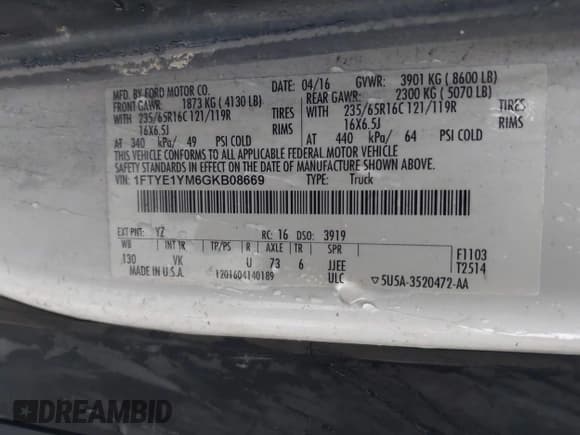 MFD. BY FORD MOTOR CO. DATE: 04/16 GVWR: 3901 KG ( 8600 LB)
FRONT GAWR: 1873 KG ( 4130 LB) REAR GAWR: 2300 KG ( 5070 LB)
WITH 235/65R16C 121/119R TIRES WITH 235/65R16C 121/119R TIRES
16X6.5J RIMS 16X6.5J RIMS
AT 340 kPa/ 49 PSI COLD AT 440 kPa/ 64 PSI COLD
THIS VEHICLE CONFORMS TO ALL APPLICABLE FEDERAL MOTOR VEHICLE
SAFETY STANDARDS IN EFFECT ON THE DATE OF MANUFACTURE SHOWN ABOVE.
VIN: 1FTYE1YM6GKB08669 TYPE: Truck
EXT PNT: YZ RC: 16 DSO: 3919
WB INT TR TP/PS R AXLE TR SPR F1103
130 VK U 73 6 JJEE T2514
MADE IN U.S.A. 1201604140189 ULC 5U5A-3520472-AA
DREAMBID